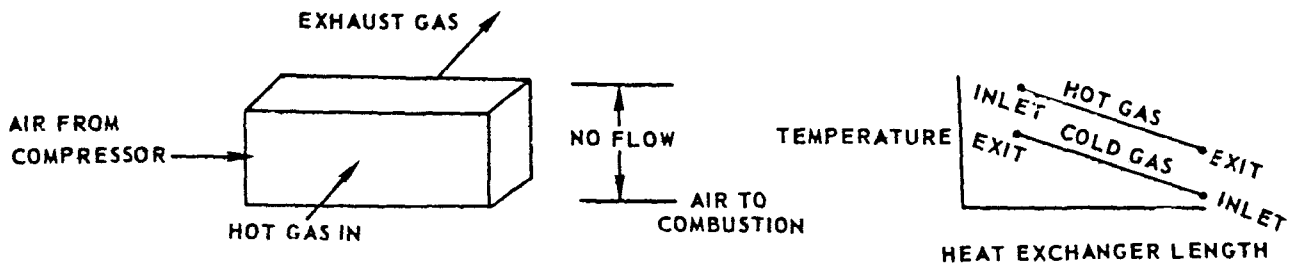 EXHAUST GAS
AIR FROM
COMPRESSOR
HOT GAS IN
NO FLOW
AIR TO
COMBUSTION
TEMPERATURE
INLET
HOT GAS
EXIT
EXIT
COLD GAS
INLET
HEAT EXCHANGER LENGTH